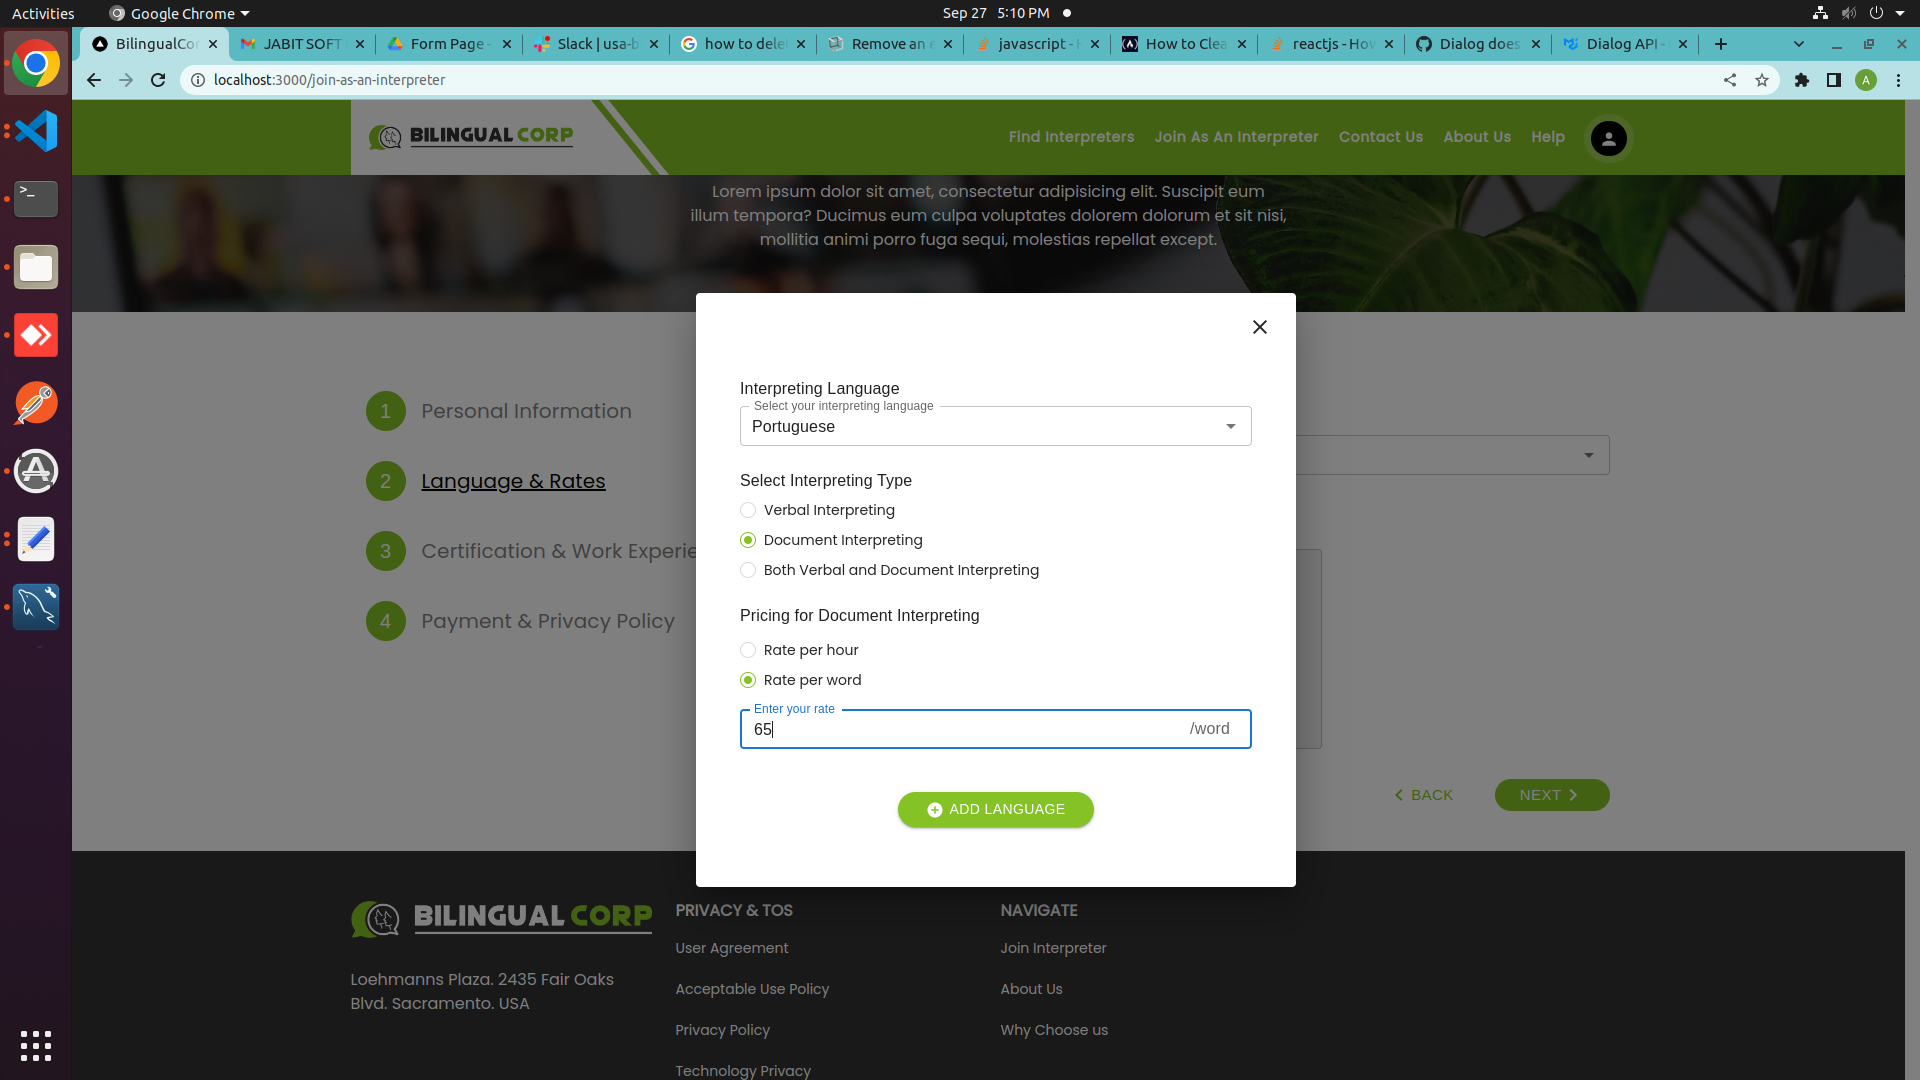 Activities
Google Chrome
Sep 27 5:10 PM
BilingualCor
JABIT SOFT
Form Page -
Slack | usa-b
how to dele
Remove an e
javascript - H
How to Clea
reactjs - How
Dialog does
Dialog API -
localhost:3000/join-as-an-interpreter
A
BILINGUAL CORP
Find Interpreters
Join As An Interpreter
Contact Us
About Us
Help
Lorem ipsum dolor sit amet, consectetur adipisicing elit. Suscipit eum
illum tempora? Ducimus eum culpa voluptates dolorem dolorum et sit nisi,
mollitia animi porro fuga sequi, molestias repellat except.
1 Personal Information
2 Language & Rates
3 Certification & Work Experie
4 Payment & Privacy Policy
Interpreting Language
Select your interpreting language
Portuguese
Select Interpreting Type
Verbal Interpreting
Document Interpreting
Both Verbal and Document Interpreting
Pricing for Document Interpreting
Rate per hour
Rate per word
Enter your rate
65 /word
ADD LANGUAGE
BACK
NEXT
BILINGUAL CORP
Loehmanns Plaza. 2435 Fair Oaks
Blvd. Sacramento. USA
PRIVACY & TOS
User Agreement
Acceptable Use Policy
Privacy Policy
Technology Privacy
NAVIGATE
Join Interpreter
About Us
Why Choose us